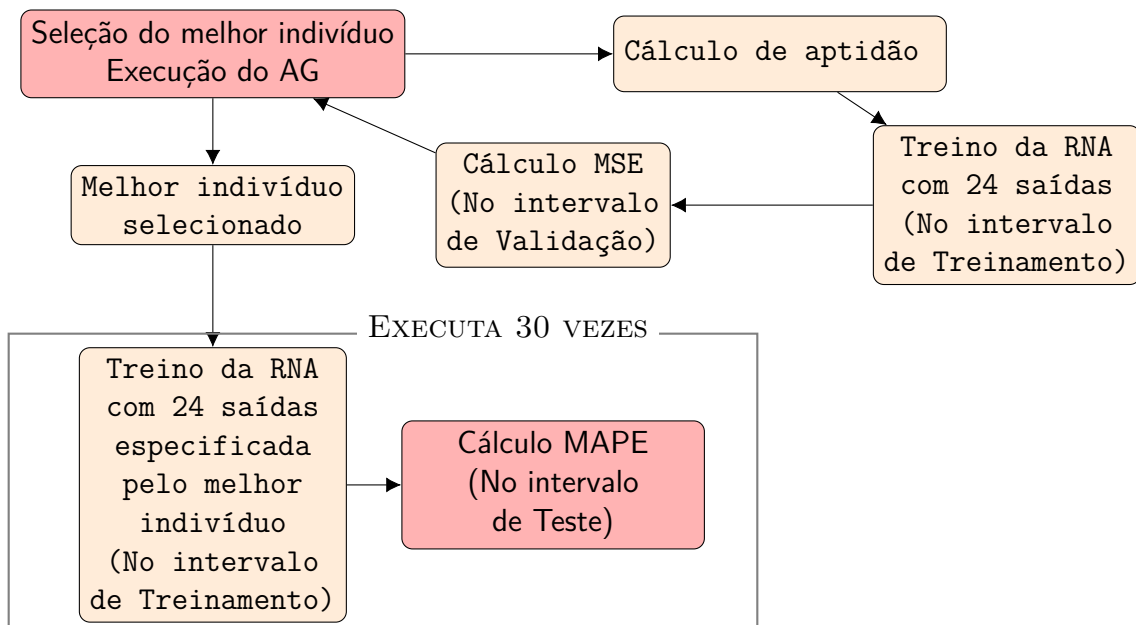 Seleção do melhor indivíduo
Execução do AG
Cálculo de aptidão
Treino da RNA
com 24 saídas
(No intervalo
de Treinamento)
Cálculo MSE
(No intervalo
de Validação)
Melhor indivíduo
selecionado
Executa 30 vezes
Treino da RNA
com 24 saídas
especificada
pelo melhor
indivíduo
(No intervalo
de Treinamento)
Cálculo MAPE
(No intervalo
de Teste)